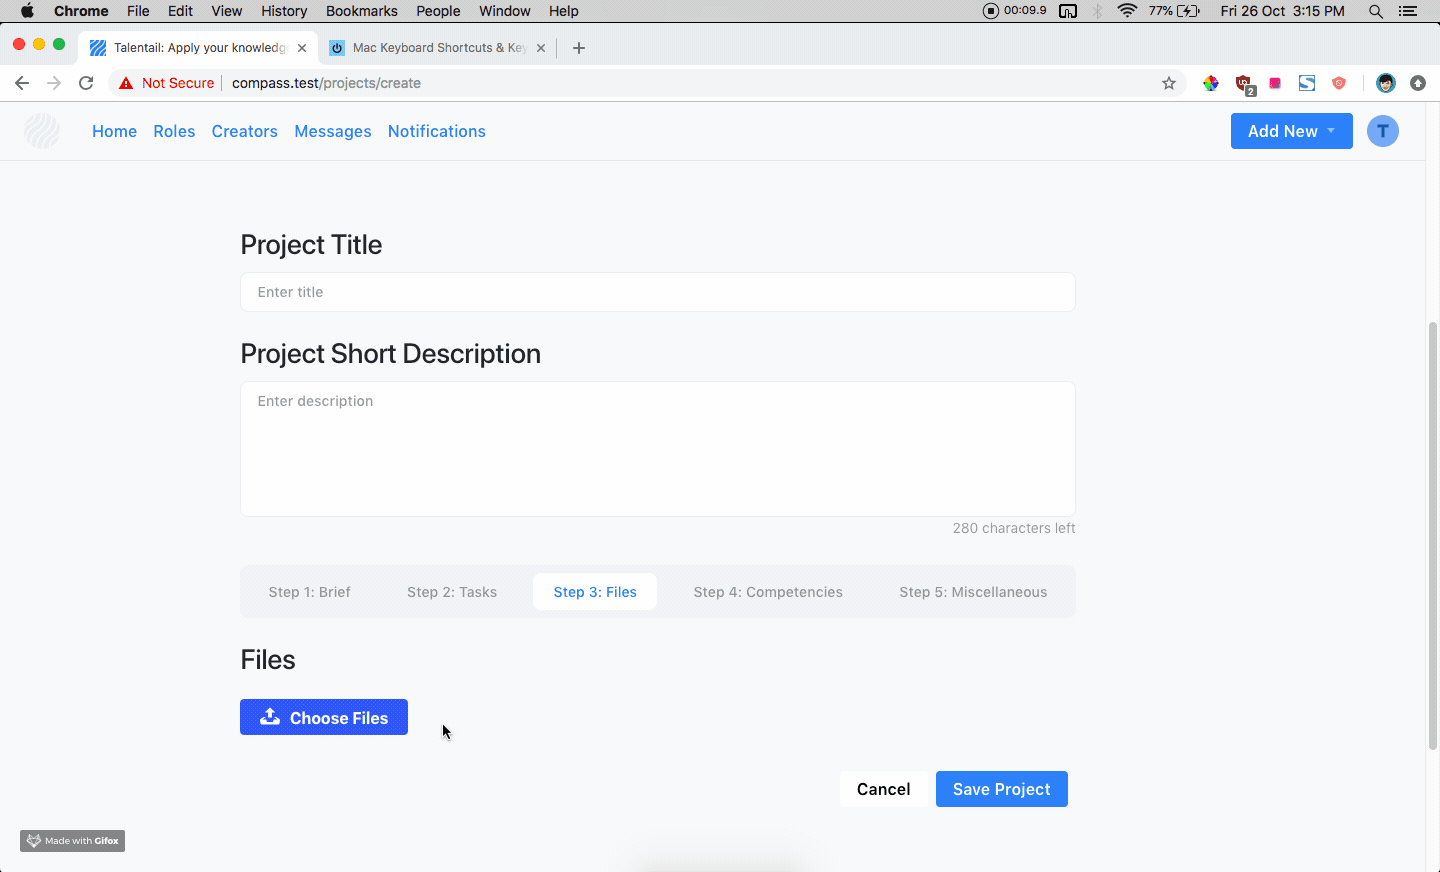 Chrome File Edit View History Bookmarks People Window Help 00:09.9 77% Fri 26 Oct 3:15 PM
Talentail: Apply your knowledge Mac Keyboard Shortcuts & Key
Not Secure compass.test/projects/create 2
Home Roles Creators Messages Notifications Add New T
Project Title
Enter title
Project Short Description
Enter description
280 characters left
Step 1: Brief Step 2: Tasks Step 3: Files Step 4: Competencies Step 5: Miscellaneous
Files
Choose Files
Cancel Save Project
Made with Gifox